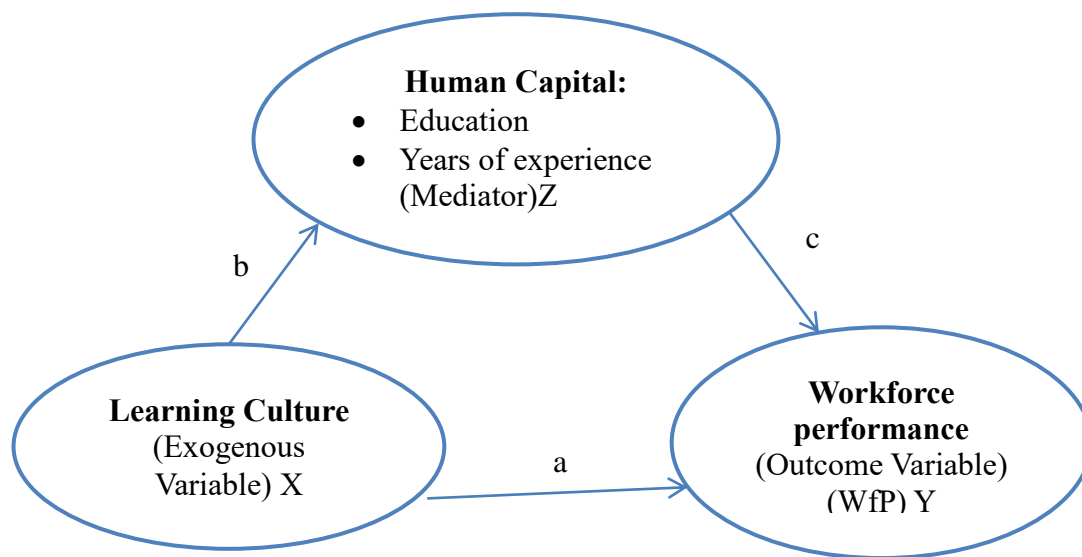 Human Capital:
• Education
• Years of experience
(Mediator)Z
b
c
Learning Culture
(Exogenous
Variable) X
a
Workforce
performance
(Outcome Variable)
(WfP) Y